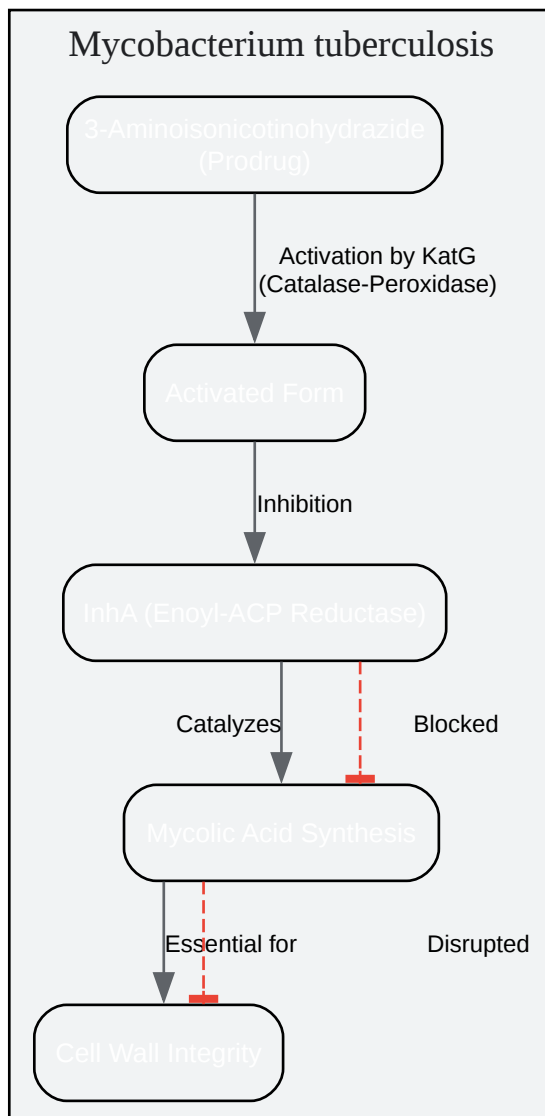 Mycobacterium tuberculosis
3-Aminoisonicotinohydrazide
(Prodrug)
Activation by KatG
(Catalase-Peroxidase)
Activated Form
Inhibition
InhA (Enoyl-ACP Reductase)
Catalyzes
Blocked
Mycolic Acid Synthesis
Essential for
Disrupted
Cell Wall Integrity